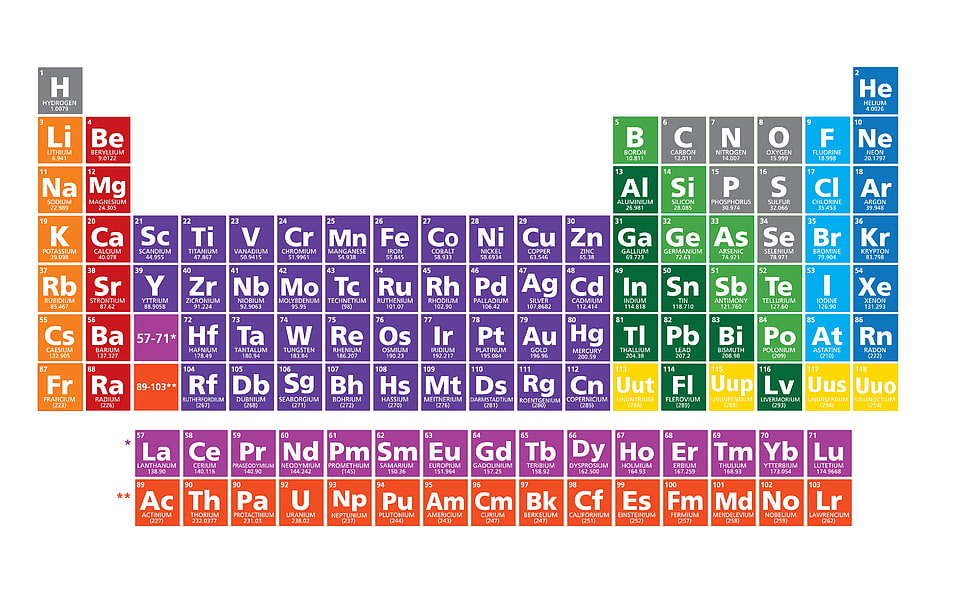 1 2
H He
HYDROGEN HELIUM
1.0079 4.0026
3 4 5 6 7 8 9 10
Li Be B C N O F Ne
LITHIUM BERYLLIUM BORON CARBON NITROGEN OXYGEN FLUORINE NEON
6.941 9.0122 10.811 12.011 14.007 15.999 18.998 20.1797
11 12 13 14 15 16 17 18
Na Mg Al Si P S Cl Ar
SODIUM MAGNESIUM ALUMINIUM SILICON PHOSPHORUS SULFUR CHLORINE ARGON
22.989 24.305 26.981 28.085 30.974 32.066 35.453 39.948
19 20 21 22 23 24 25 26 27 28 29 30 31 32 33 34 35 36
K Ca Sc Ti V Cr Mn Fe Co Ni Cu Zn Ga Ge As Se Br Kr
POTASSIUM CALCIUM SCANDIUM TITANIUM VANADIUM CHROMIUM MANGANESE IRON COBALT NICKEL COPPER ZINC GALLIUM GERMANIUM ARSENIC SELENIUM BROMINE KRYPTON
39.098 40.078 44.955 47.867 50.9415 51.9961 54.938 55.845 58.933 58.6934 63.546 65.38 69.723 72.63 74.921 78.971 79.904 83.798
37 38 39 40 41 42 43 44 45 46 47 48 49 50 51 52 53 54
Rb Sr Y Zr Nb Mo Tc Ru Rh Pd Ag Cd In Sn Sb Te I Xe
RUBIDIUM STRONTIUM YTTRIUM ZIRCONIUM NIOBIUM MOLYBDENUM TECHNETIUM RUTHENIUM RHODIUM PALLADIUM SILVER CADMIUM INDIUM TIN ANTIMONY TELLURIUM IODINE XENON
85.467 87.62 88.9058 91.224 92.9063 95.95 (98) 101.07 102.90 106.42 107.8682 112.414 114.818 118.710 121.760 127.60 126.90 131.293
55 56 57-71* 72 73 74 75 76 77 78 79 80 81 82 83 84 85 86
Cs Ba Hf Ta W Re Os Ir Pt Au Hg Tl Pb Bi Po At Rn
CAESIUM BARIUM HAFNIUM TANTALUM TUNGSTEN RHENIUM OSMIUM IRIDIUM PLATINUM GOLD MERCURY THALLIUM LEAD BISMUTH POLONIUM ASTATINE RADON
132.905 137.327 178.49 180.94 183.84 186.207 190.23 192.217 195.084 196.96 200.59 204.38 207.2 208.98 (209) (210) (222)
87 88 89-103** 104 105 106 107 108 109 110 111 112 113 114 115 116 117 118
Fr Ra Rf Db Sg Bh Hs Mt Ds Rg Cn Uut Fl Uup Lv Uus Uuo
FRANCIUM RADIUM RUTHERFORDIUM DUBNIUM SEABORGIUM BOHRIUM HASSIUM MEITNERIUM DARMSTADTIUM ROENTGENIUM COPERNICIUM UNUNTRIUM FLEROVIUM UNUNPENTIUM LIVERMORIUM UNUNSEPTIUM UNUNOCTIUM
(223) (226) (267) (268) (271) (272) (270) (276) (281) (280) (285) (284) (289) (288) (293) (294) (294)
57 58 59 60 61 62 63 64 65 66 67 68 69 70 71
* La Ce Pr Nd Pm Sm Eu Gd Tb Dy Ho Er Tm Yb Lu
LANTHANUM CERIUM PRASEODYMIUM NEODYMIUM PROMETHIUM SAMARIUM EUROPIUM GADOLINIUM TERBIUM DYSPROSIUM HOLMIUM ERBIUM THULIUM YTTERBIUM LUTETIUM
138.90 140.116 140.90 144.242 (145) 150.36 151.964 157.25 158.92 162.500 164.93 167.259 168.93 173.054 174.9668
89 90 91 92 93 94 95 96 97 98 99 100 101 102 103
** Ac Th Pa U Np Pu Am Cm Bk Cf Es Fm Md No Lr
ACTINIUM THORIUM PROTACTINIUM URANIUM NEPTUNIUM PLUTONIUM AMERICIUM CURIUM BERKELIUM CALIFORNIUM EINSTEINIUM FERMIUM MENDELEVIUM NOBELIUM LAWRENCIUM
(227) 232.0377 231.03 238.02 (237) (244) (243) (247) (247) (251) (252) (257) (258) (259) (262)